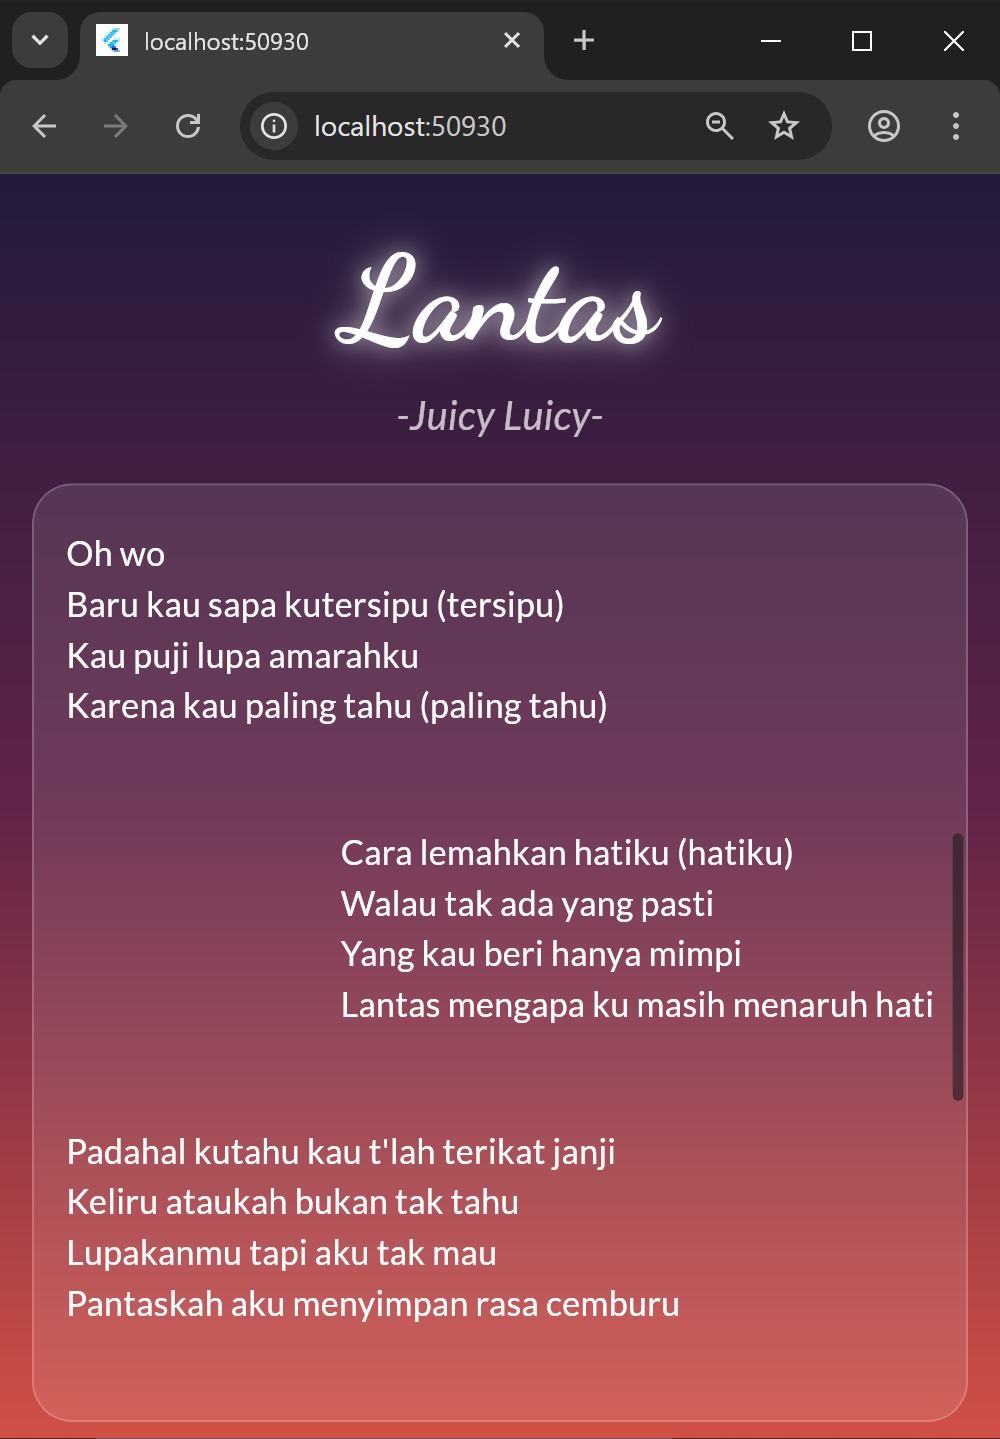 localhost:50930
localhost:50930
Lantas
-Juicy Luicy-
Oh wo
Baru kau sapa kutersipu (tersipu)
Kau puji lupa amarahku
Karena kau paling tahu (paling tahu)
Cara lemahkan hatiku (hatiku)
Walau tak ada yang pasti
Yang kau beri hanya mimpi
Lantas mengapa ku masih menaruh hati
Padahal kutahu kau t'lah terikat janji
Keliru ataukah bukan tak tahu
Lupakanmu tapi aku tak mau
Pantaskah aku menyimpan rasa cemburu